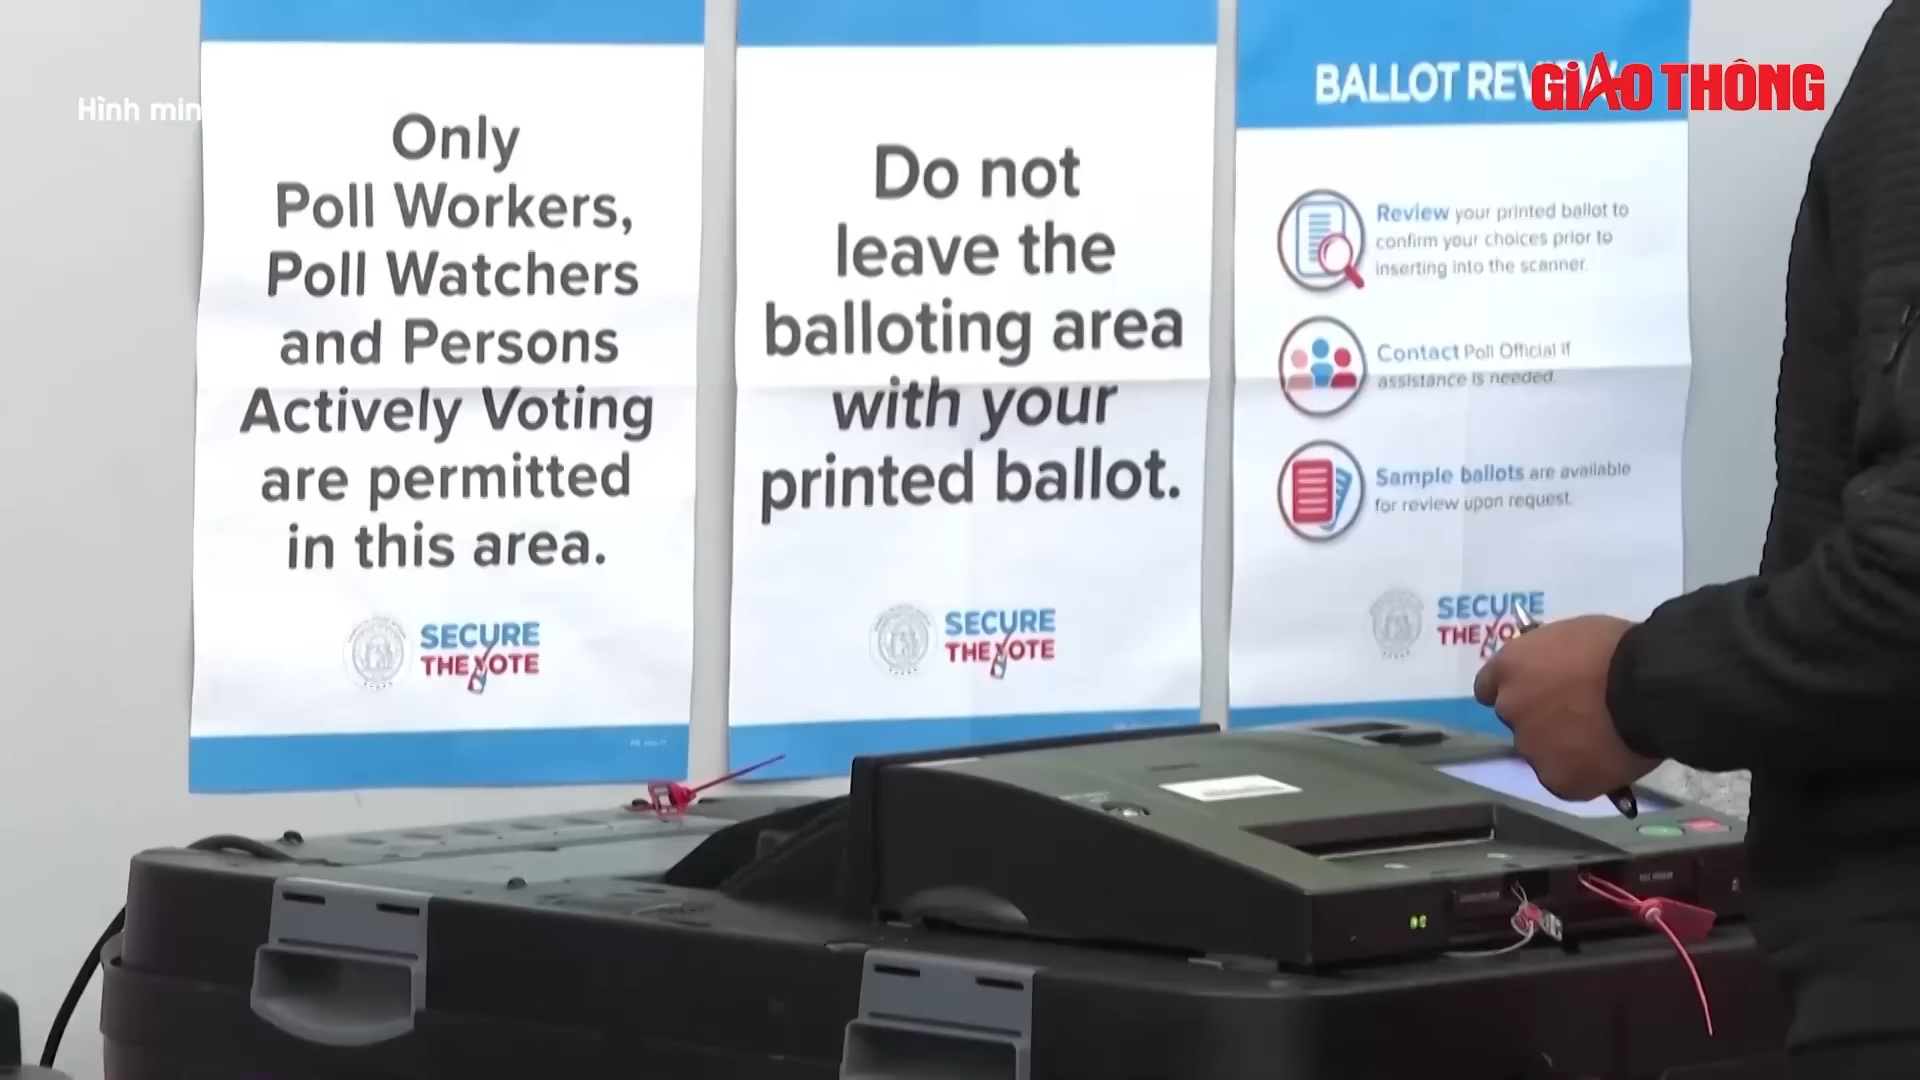 Hình min
Only
Poll Workers,
Poll Watchers
and Persons
Actively Voting
are permitted
in this area.
SECURE
THE VOTE
Do not
leave the
balloting area
with your
printed ballot.
SECURE
THE VOTE
BALLOT
GIAO THÔNG
Review your printed ballot to
confirm your choices prior to
inserting into the scanner.
Contact Poll Official if
assistance is needed.
Sample ballots are available
for review upon request.
SECURE
THE